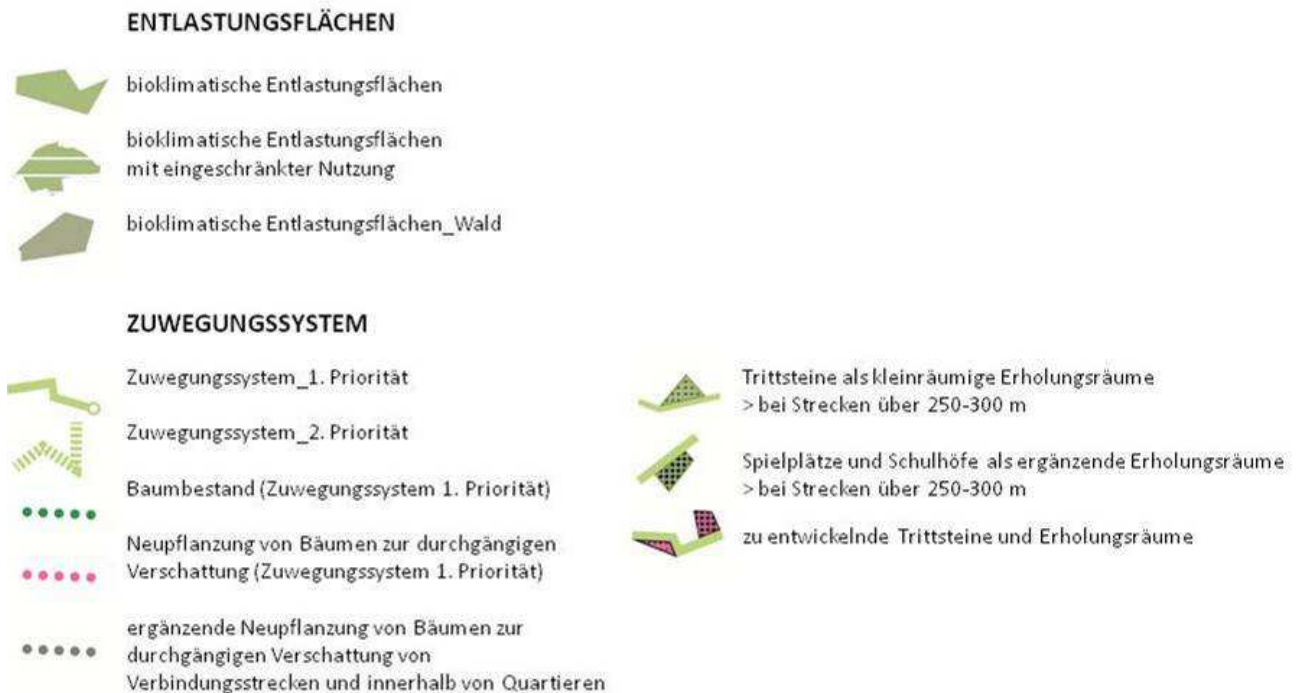 ENTLASTUNGSFLÄCHEN
bioklimatische Entlastungsflächen
bioklimatische Entlastungsflächen
mit eingeschränkter Nutzung
bioklimatische Entlastungsflächen_Wald
ZUWEGUNGSSYSTEM
Zuwegungssystem_1. Priorität
Zuwegungssystem_2. Priorität
Baumbestand (Zuwegungssystem 1. Priorität)
Neupflanzung von Bäumen zur durchgängigen
Verschattung (Zuwegungssystem 1. Priorität)
ergänzende Neupflanzung von Bäumen zur
durchgängigen Verschattung von
Verbindungsstrecken und innerhalb von Quartieren
Trittsteine als kleinräumige Erholungsräume
> bei Strecken über 250-300 m
Spielplätze und Schulhöfe als ergänzende Erholungsräume
> bei Strecken über 250-300 m
zu entwickelnde Trittsteine und Erholungsräume